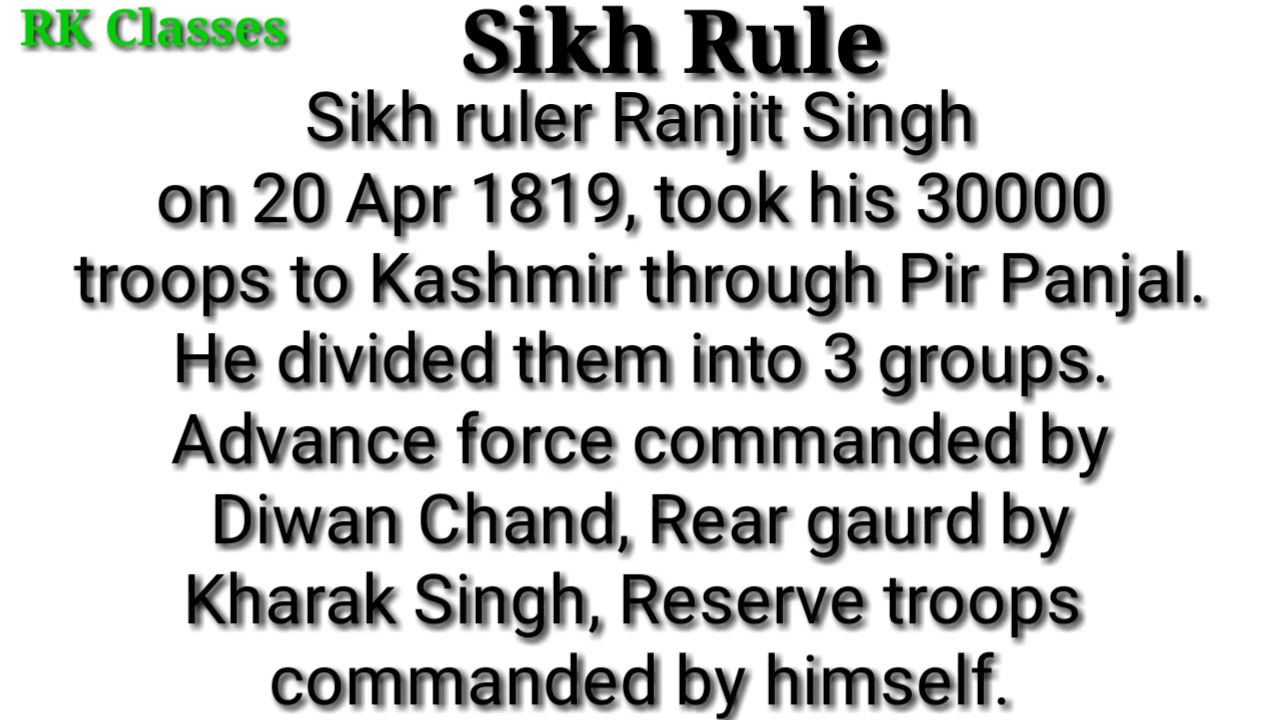 RK Classes
Sikh Rule
Sikh ruler Ranjit Singh
on 20 Apr 1819, took his 30000
troops to Kashmir through Pir Panjal.
He divided them into 3 groups.
Advance force commanded by
Diwan Chand, Rear gaurd by
Kharak Singh, Reserve troops
commanded by himself.